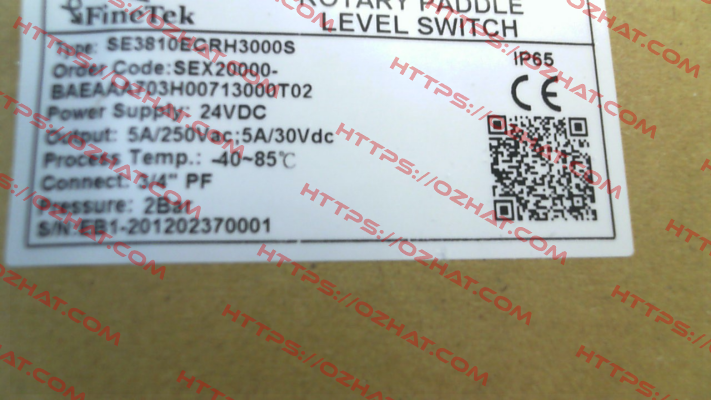 FineTek
ROTARY PADDLE
LEVEL SWITCH
Type: SE3810ECRH3000S
Order Code: SEX20000-
BAEAAA703H00713000T02
Power Supply: 24VDC
Output: 5A/250Vac;5A/30Vdc
Process Temp.: -40~85℃
Connect: 3/4" PF
Pressure: 2Bar
S/N:EB1-201202370001
IP65
CE
HTTPS://OZHAT.COM